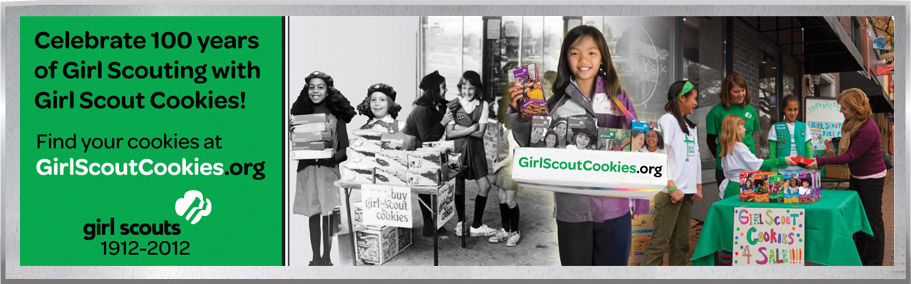 Celebrate 100 years
of Girl Scouting with
Girl Scout Cookies!
Find your cookies at
GirlScoutCookies.org
girl scouts
1912-2012
buy
girl-scout
cookies
GirlScoutCookies.org
GIRL SCOUT
COOKIES
4 SALE!!!!